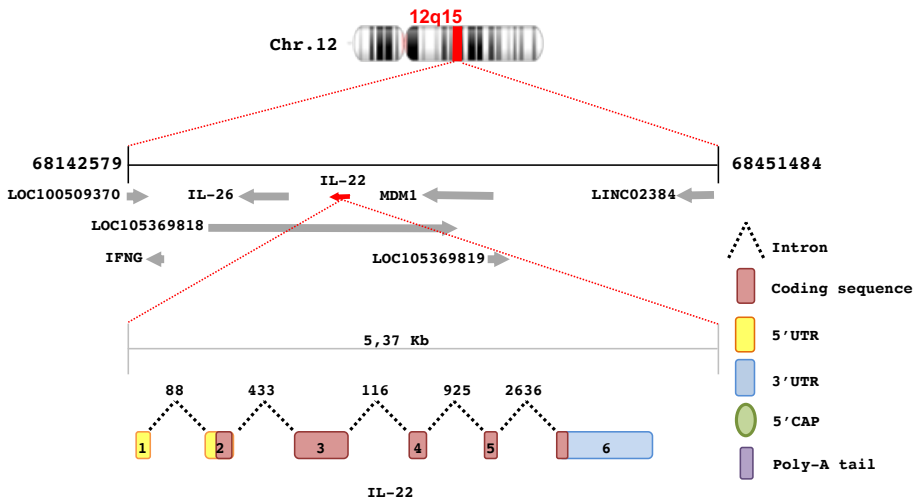 12q15
Chr.12
68142579
68451484
LOC100509370
IL-26
IL-22
MDM1
LINC02384
LOC105369818
IFNG
LOC105369819
Intron
Coding sequence
5'UTR
3'UTR
5'CAP
Poly-A tail
5,37 Kb
88
433
116
925
2636
1
2
3
4
5
6
IL-22